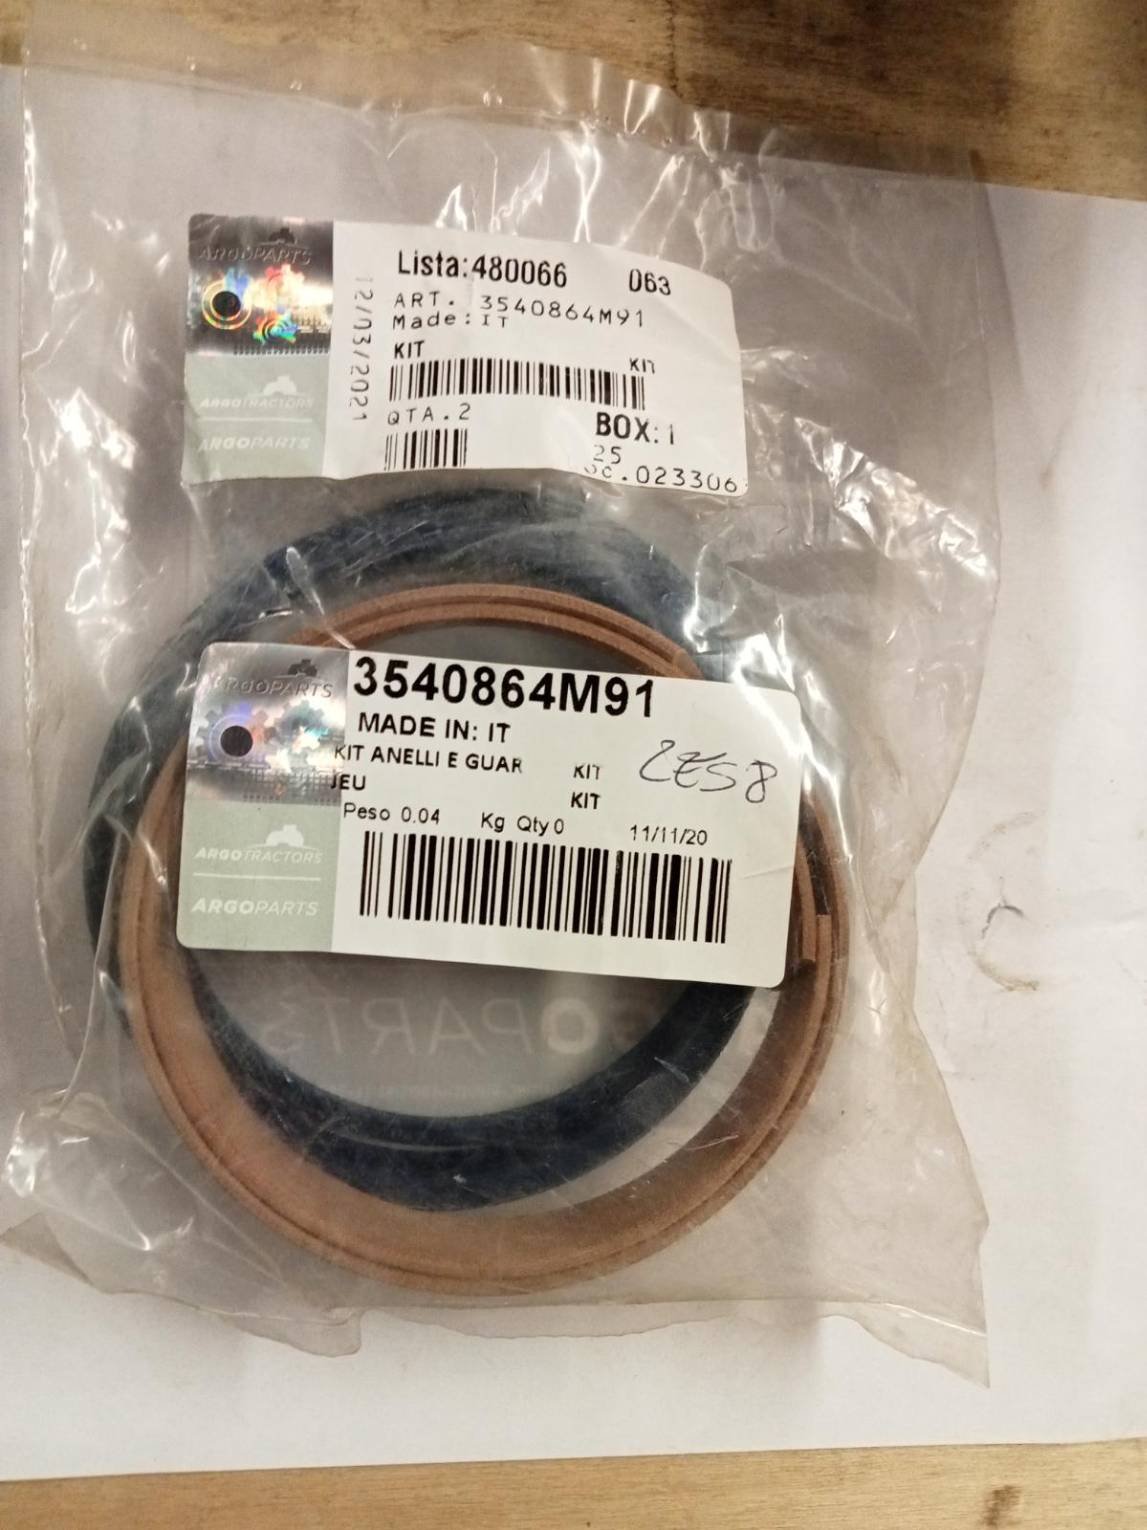 ARGOPARTS
ARGOTRACTORS
ARGOPARTS
12/03/2021
Lista:480066 063
ART. 3540864M91
Made:IT
KIT KIT
QTA.2
BOX:1
25
.023306
ARGOPARTS
ARGOTRACTORS
ARGOPARTS
3540864M91
MADE IN: IT
KIT ANELLI E GUAR KIT
JEU KIT
Peso 0.04 Kg Qty 0 11/11/20
GOPARTS